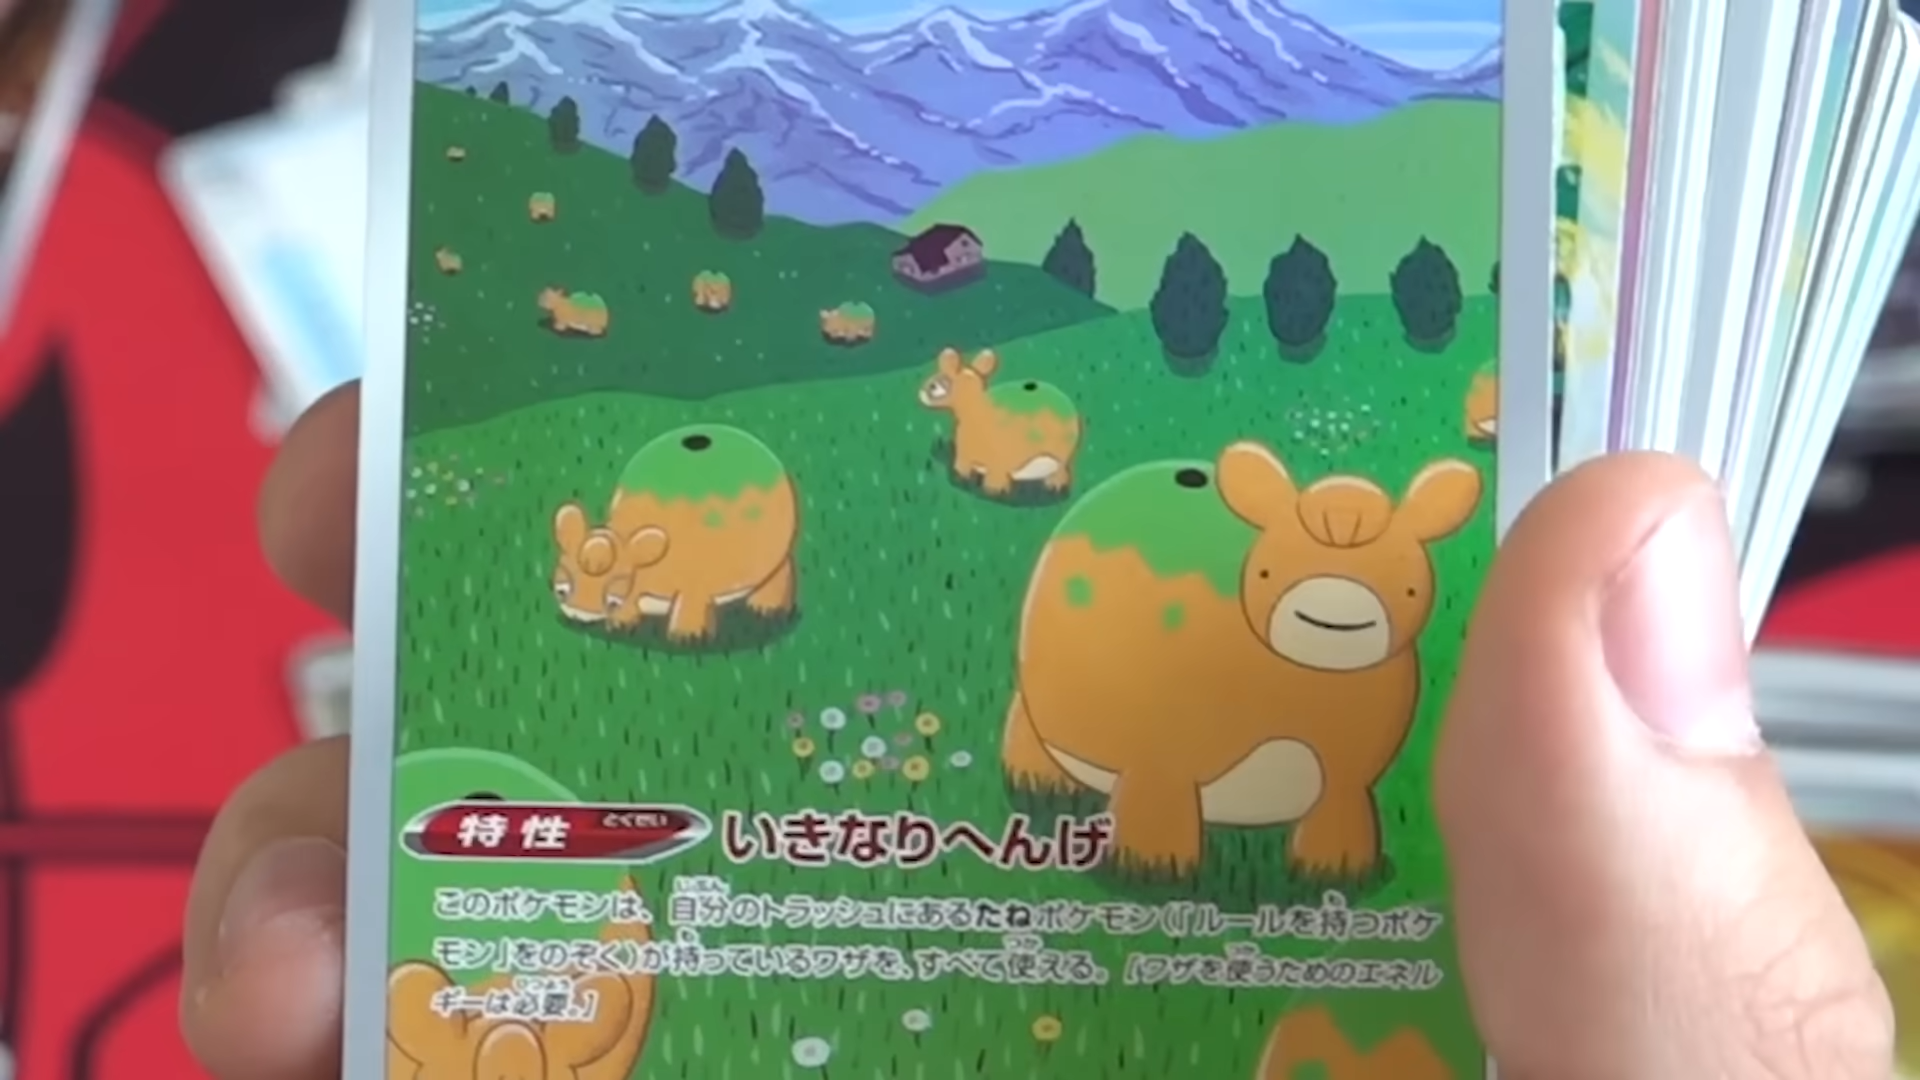 特性 とくせい いきなりへんげ
このポケモンは、自分のトラッシュにあるたねポケモン(「ルールを持つポケ
モン」をのぞく)が持っているワザを、すべて使える。[ワザを使うためのエネル
ギーは必要。]